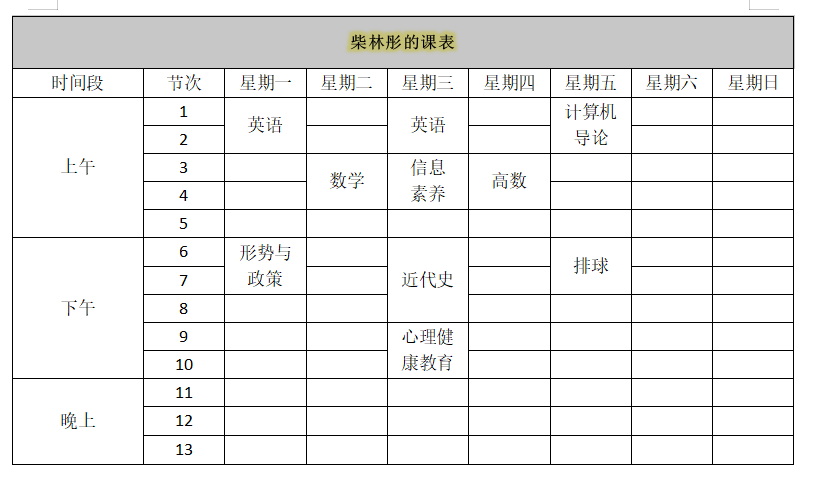 柴林彤的课表
时间段 节次 星期一 星期二 星期三 星期四 星期五 星期六 星期日
上午
1
2
3
4
5
英语
英语
计算机
导论
数学
信息
素养
高数
下午
6
7
8
9
10
形势与
政策
近代史
排球
心理健
康教育
晚上
11
12
13